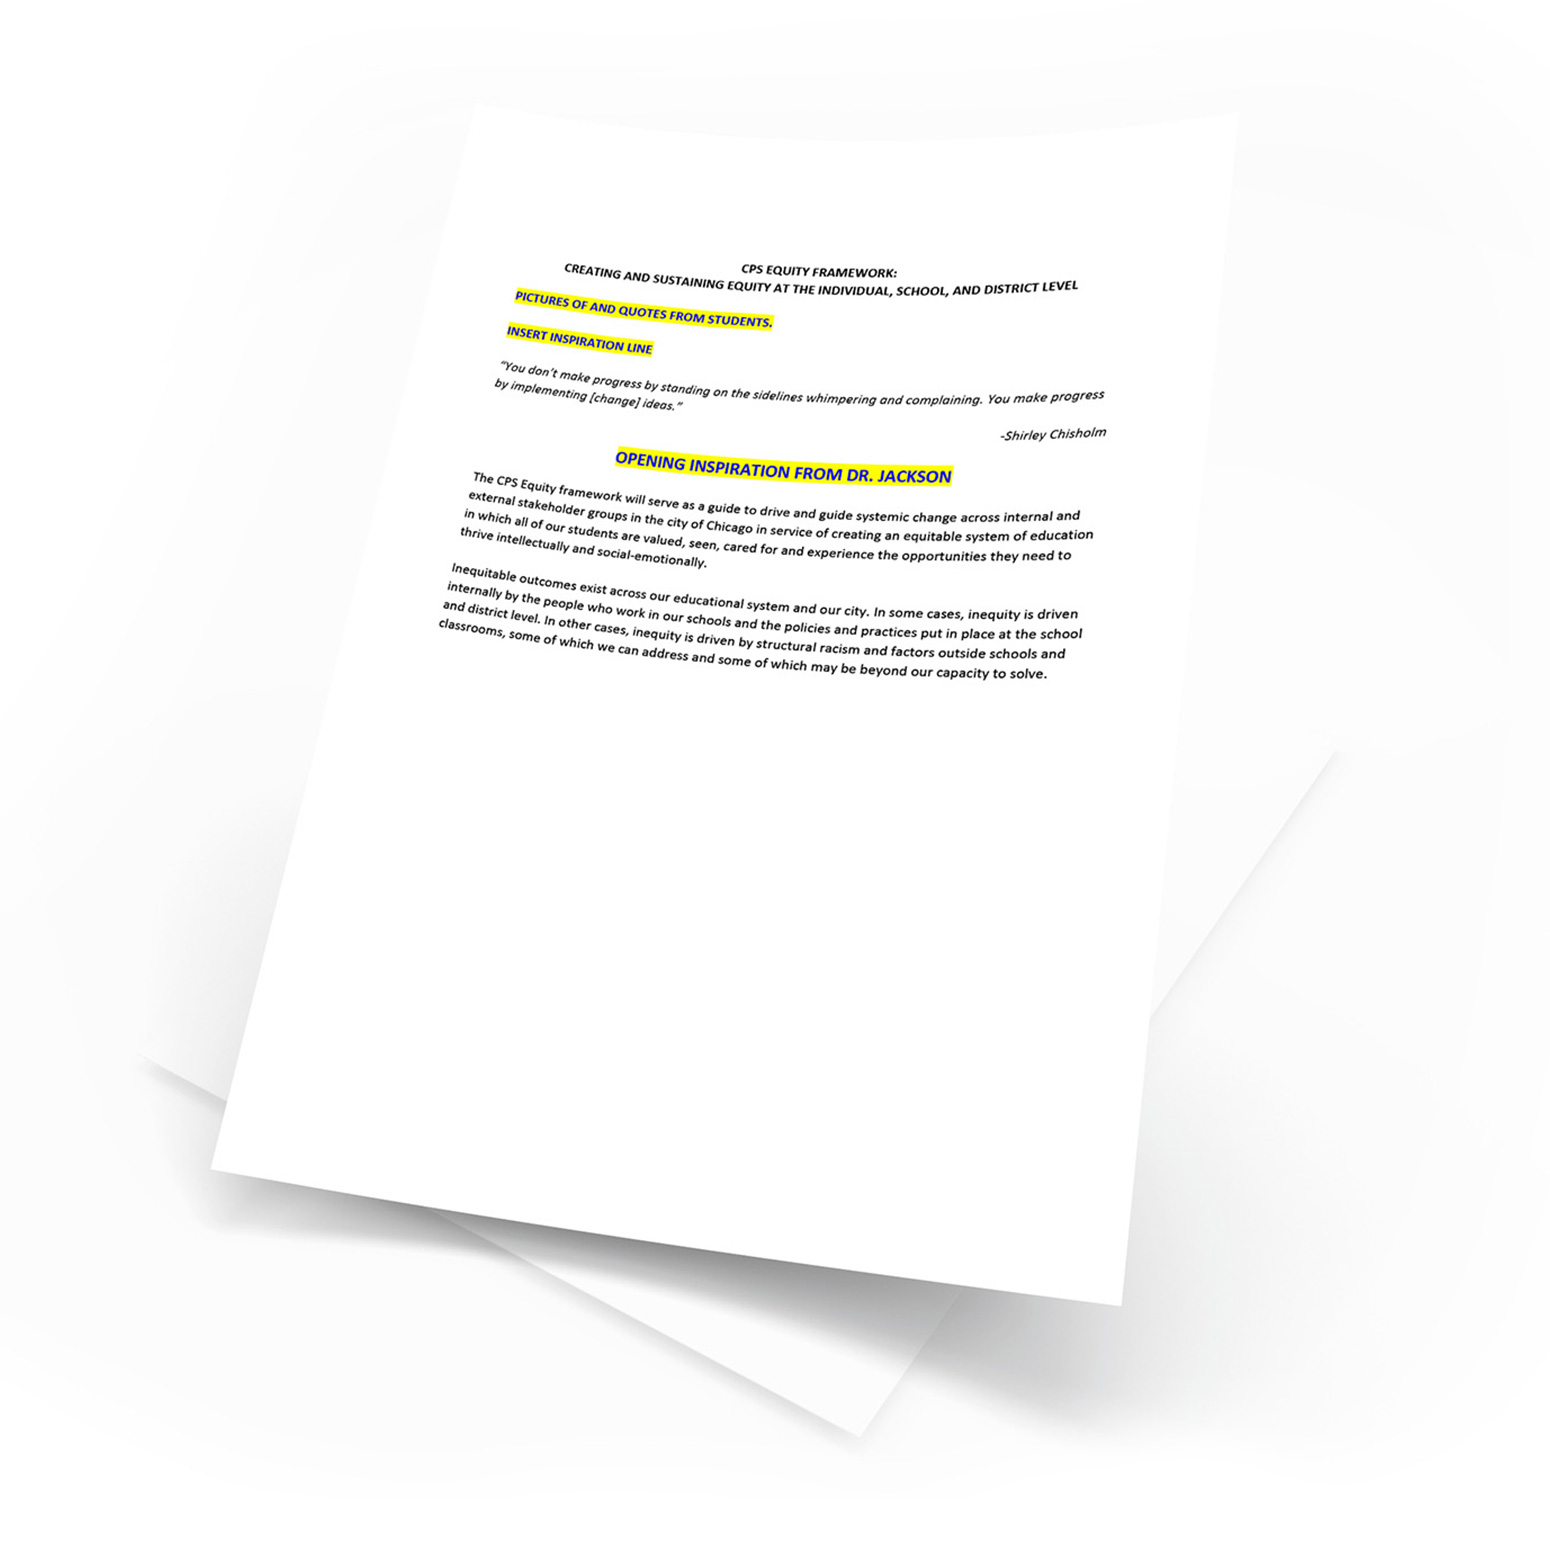 CPS EQUITY FRAMEWORK:
CREATING AND SUSTAINING EQUITY AT THE INDIVIDUAL, SCHOOL, AND DISTRICT LEVEL
PICTURES OF AND QUOTES FROM STUDENTS.
INSERT INSPIRATION LINE
“You don’t make progress by standing on the sidelines whimpering and complaining. You make progress
by implementing [change] ideas.”
-Shirley Chisholm
OPENING INSPIRATION FROM DR. JACKSON
The CPS Equity framework will serve as a guide to drive and guide systemic change across internal and
external stakeholder groups in the city of Chicago in service of creating an equitable system of education
in which all of our students are valued, seen, cared for and experience the opportunities they need to
thrive intellectually and social-emotionally.
Inequitable outcomes exist across our educational system and our city. In some cases, inequity is driven
internally by the people who work in our schools and the policies and practices put in place at the school
and district level. In other cases, inequity is driven by structural racism and factors outside schools and
classrooms, some of which we can address and some of which may be beyond our capacity to solve.